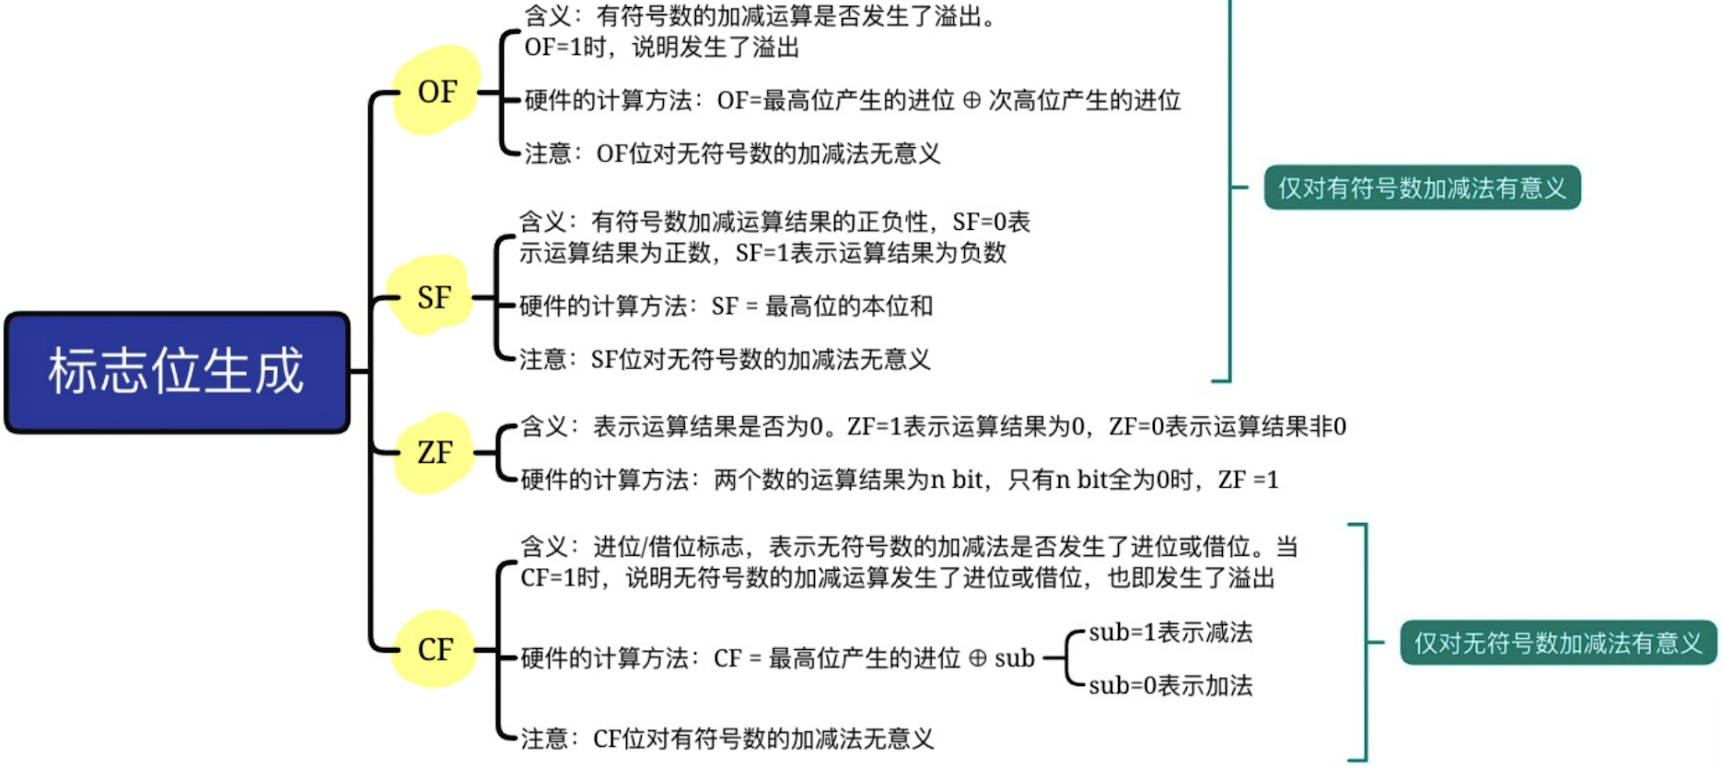 标志位生成
OF
含义：有符号数的加减运算是否发生了溢出。
OF=1时，说明发生了溢出
硬件的计算方法：OF=最高位产生的进位 ⊕ 次高位产生的进位
注意：OF位对无符号数的加减法无意义
SF
含义：有符号数加减运算结果的正负性，SF=0表
示运算结果为正数，SF=1表示运算结果为负数
硬件的计算方法：SF = 最高位的本位和
注意：SF位对无符号数的加减法无意义
仅对有符号数加减法有意义
ZF
含义：表示运算结果是否为0。ZF=1表示运算结果为0，ZF=0表示运算结果非0
硬件的计算方法：两个数的运算结果为n bit，只有n bit全为0时，ZF =1
CF
含义：进位/借位标志，表示无符号数的加减法是否发生了进位或借位。当
CF=1时，说明无符号数的加减运算发生了进位或借位，也即发生了溢出
硬件的计算方法：CF = 最高位产生的进位 ⊕ sub
sub=1表示减法
sub=0表示加法
注意：CF位对有符号数的加减法无意义
仅对无符号数加减法有意义